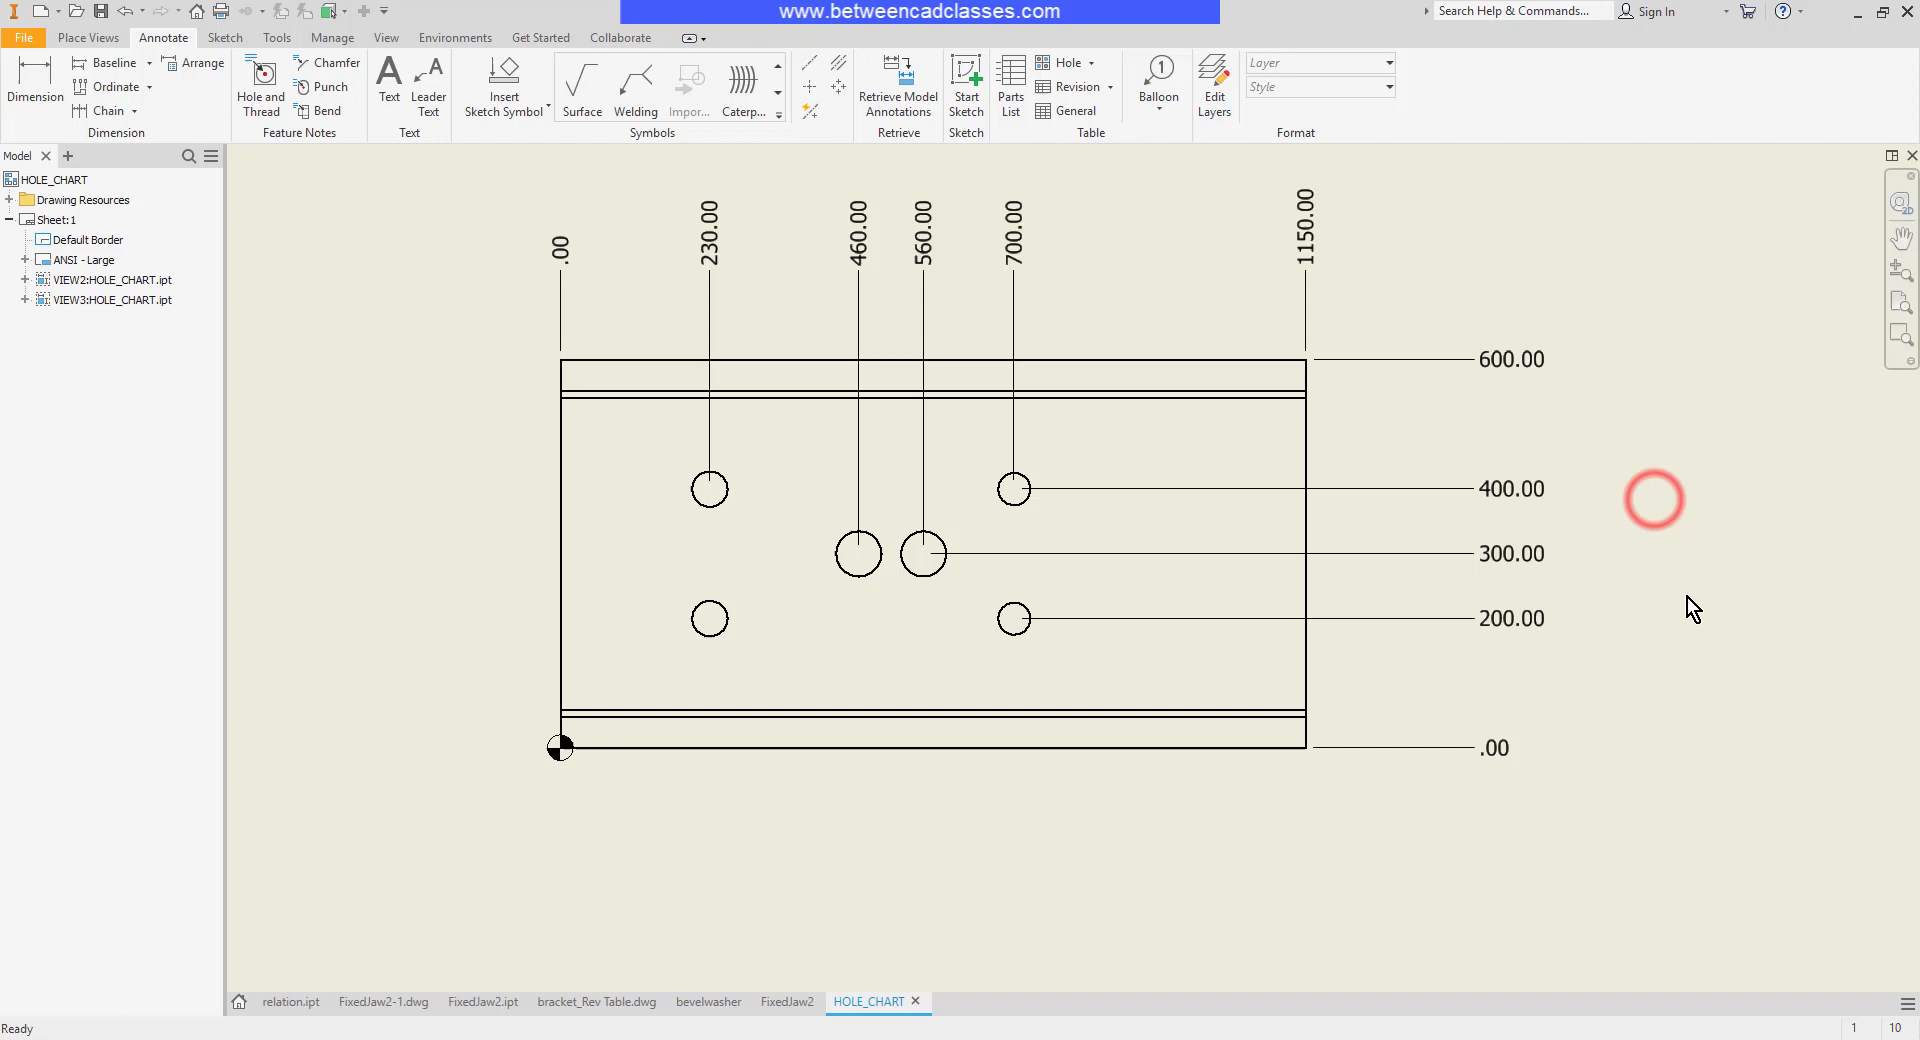 www.betweencadclasses.com
Search Help & Commands...
Sign In
File
Place Views
Annotate
Sketch
Tools
Manage
View
Environments
Get Started
Collaborate
Dimension
Baseline
Ordinate
Chain
Arrange
Dimension
Hole and
Thread
Chamfer
Punch
Bend
Feature Notes
Text
Leader
Text
Text
Insert
Sketch Symbol
Surface
Welding
Impor...
Caterp...
Symbols
Retrieve Model
Annotations
Retrieve
Start
Sketch
Sketch
Parts
List
Hole
Revision
General
Table
1
Balloon
Edit
Layers
Layer
Style
Format
Model
HOLE_CHART
Drawing Resources
Sheet:1
Default Border
ANSI - Large
VIEW2:HOLE_CHART.ipt
VIEW3:HOLE_CHART.ipt
.00
230.00
460.00
560.00
700.00
1150.00
600.00
400.00
300.00
200.00
.00
2D
relation.ipt
FixedJaw2-1.dwg
FixedJaw2.ipt
bracket_Rev Table.dwg
bevelwasher
FixedJaw2
HOLE_CHART
Ready
1
10